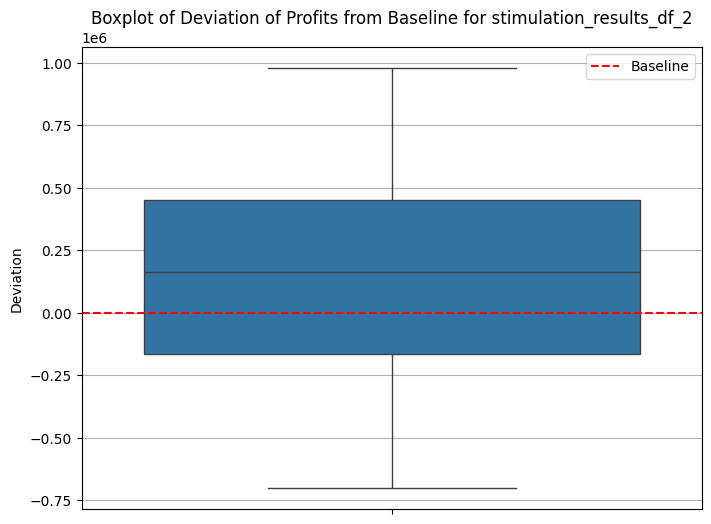 Boxplot of Deviation of Profits from Baseline for stimulation_results_df_2
1e6
1.00
Baseline
0.75
0.50
0.25
Deviation
0.00
−0.25
−0.50
−0.75